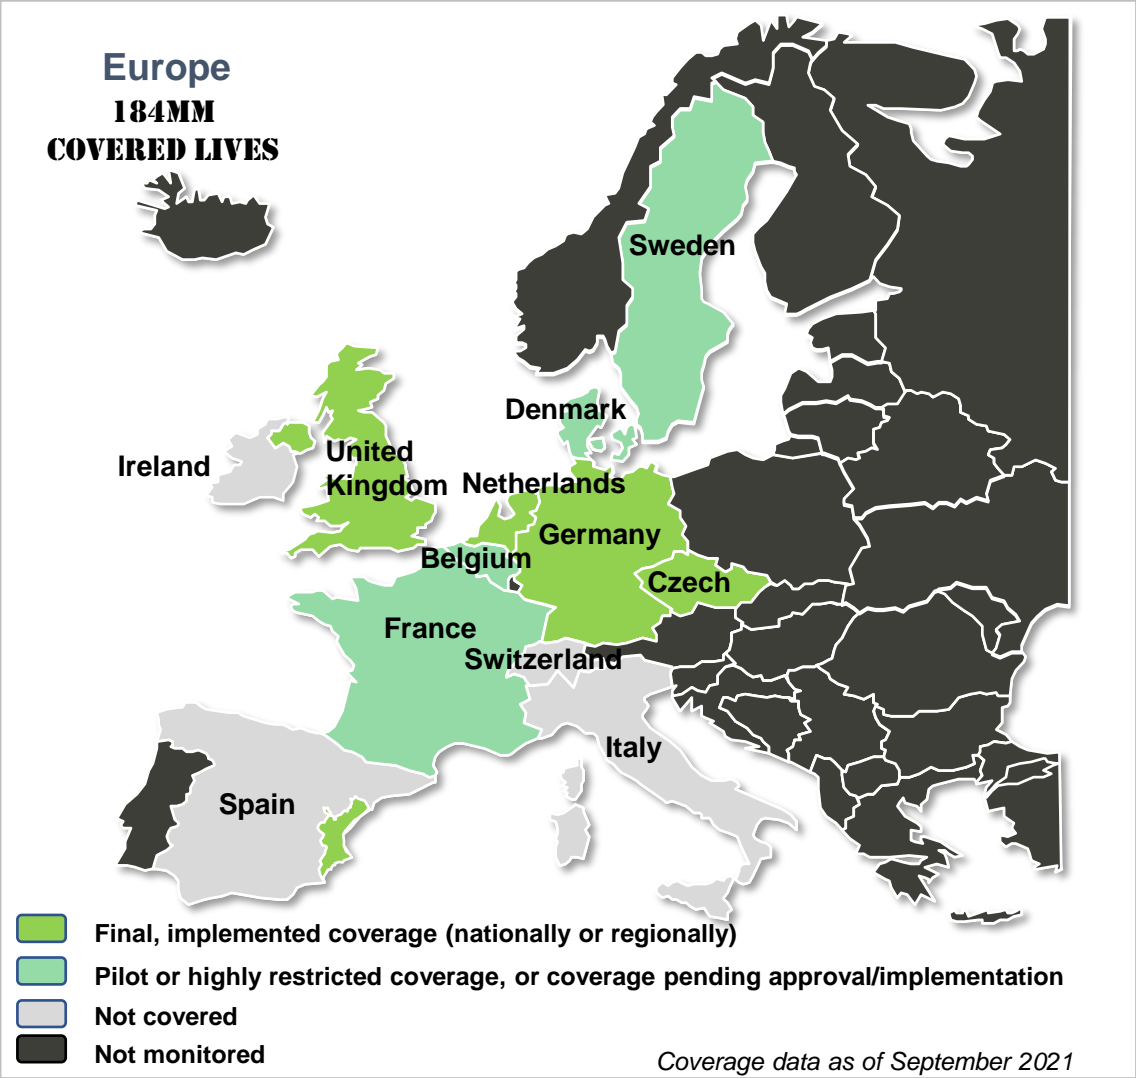 Europe
184MM
COVERED LIVES
Sweden
Denmark
Ireland
United
Kingdom
Netherlands
Germany
Belgium
Czech
France
Switzerland
Italy
Spain
Final, implemented coverage (nationally or regionally)
Pilot or highly restricted coverage, or coverage pending approval/implementation
Not covered
Not monitored
Coverage data as of September 2021